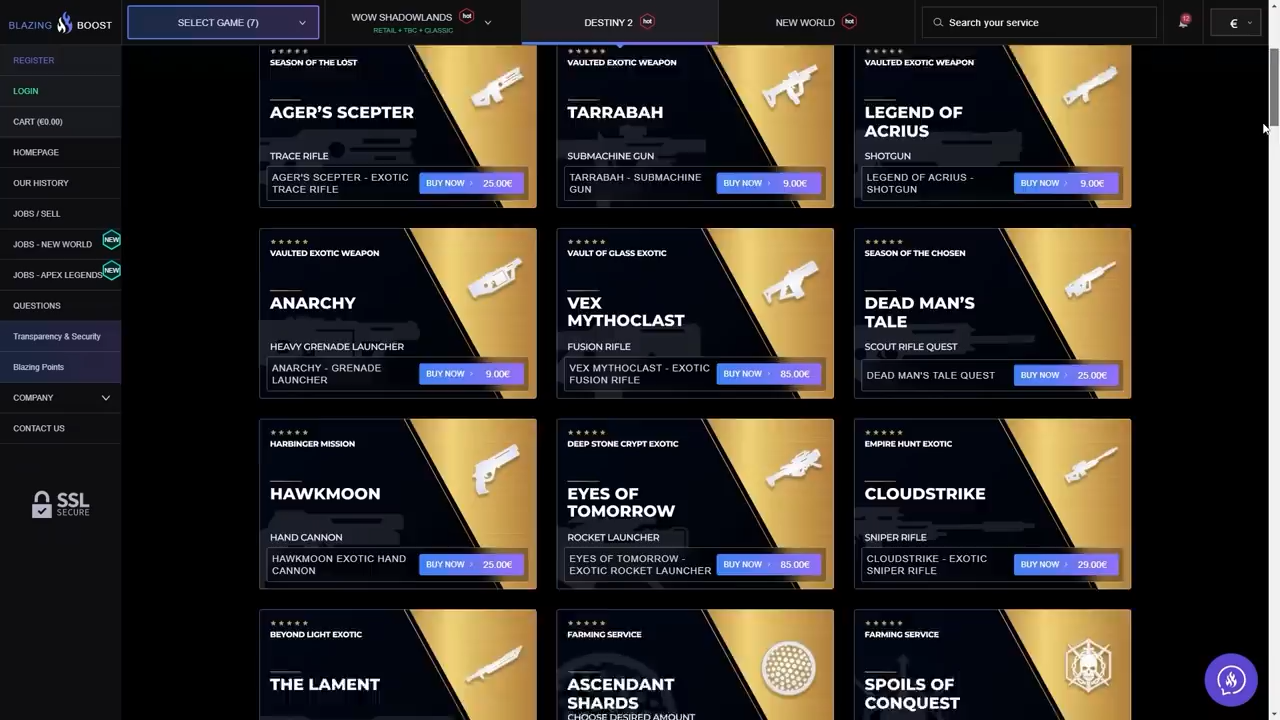 BLAZING BOOST
SELECT GAME (7)
WOW SHADOWLANDS
hot
RETAIL + TBC + CLASSIC
DESTINY 2
hot
NEW WORLD
hot
Search your service
12
€
REGISTER
LOGIN
CART (€0.00)
HOMEPAGE
OUR HISTORY
JOBS / SELL
JOBS - NEW WORLD
NEW
JOBS - APEX LEGENDS
NEW
QUESTIONS
Transparency & Security
Blazing Points
COMPANY
CONTACT US
SSL
SECURE
SEASON OF THE LOST
AGER'S SCEPTER
TRACE RIFLE
AGER'S SCEPTER - EXOTIC
TRACE RIFLE
BUY NOW
25.00€
VAULTED EXOTIC WEAPON
TARRABAH
SUBMACHINE GUN
TARRABAH - SUBMACHINE
GUN
BUY NOW
9.00€
VAULTED EXOTIC WEAPON
LEGEND OF
ACRIUS
SHOTGUN
LEGEND OF ACRIUS -
SHOTGUN
BUY NOW
9.00€
VAULTED EXOTIC WEAPON
ANARCHY
HEAVY GRENADE LAUNCHER
ANARCHY - GRENADE
LAUNCHER
BUY NOW
9.00€
VAULT OF GLASS EXOTIC
VEX
MYTHOCLAST
FUSION RIFLE
VEX MYTHOCLAST - EXOTIC
FUSION RIFLE
BUY NOW
85.00€
SEASON OF THE CHOSEN
DEAD MAN'S
TALE
SCOUT RIFLE QUEST
DEAD MAN'S TALE QUEST
BUY NOW
25.00€
HARBINGER MISSION
HAWKMOON
HAND CANNON
HAWKMOON EXOTIC HAND
CANNON
BUY NOW
25.00€
DEEP STONE CRYPT EXOTIC
EYES OF
TOMORROW
ROCKET LAUNCHER
EYES OF TOMORROW -
EXOTIC ROCKET LAUNCHER
BUY NOW
85.00€
EMPIRE HUNT EXOTIC
CLOUDSTRIKE
SNIPER RIFLE
CLOUDSTRIKE - EXOTIC
SNIPER RIFLE
BUY NOW
29.00€
BEYOND LIGHT EXOTIC
THE LAMENT
FARMING SERVICE
ASCENDANT
SHARDS
CHOOSE DESIRED AMOUNT
FARMING SERVICE
SPOILS OF
CONQUEST